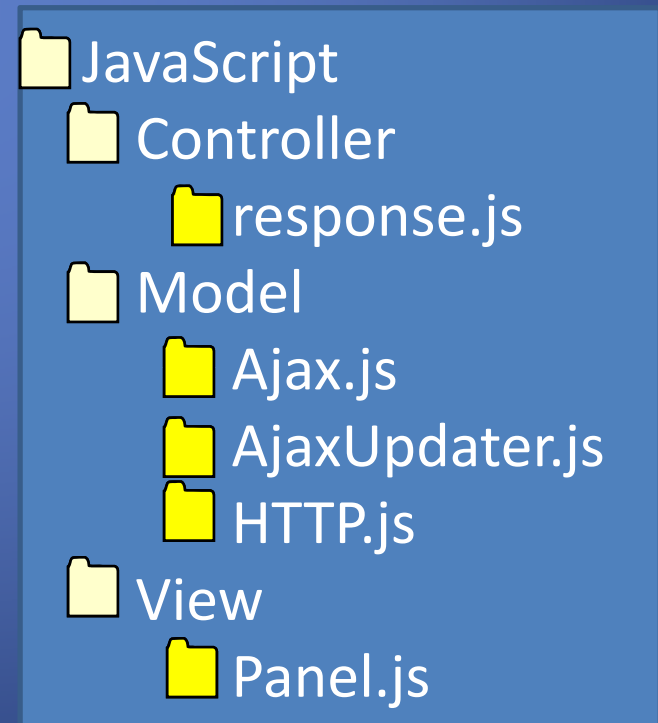 JavaScript
Controller
response.js
Model
Ajax.js
AjaxUpdater.js
HTTP.js
View
Panel.js